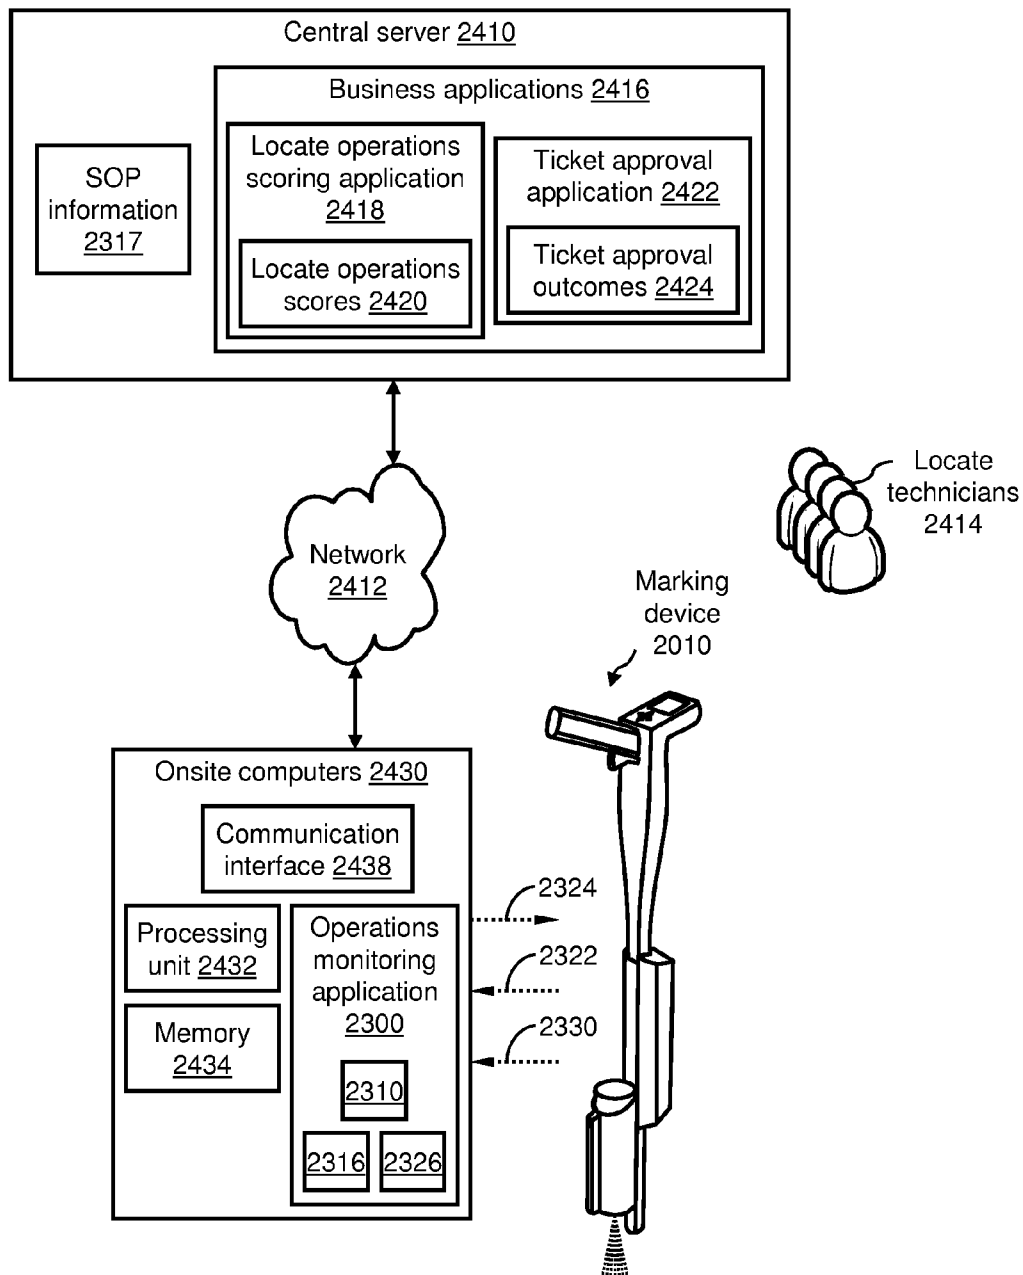 Central server 2410
Business applications 2416
SOP
information
2317
Locate operations
scoring application
2418
Locate operations
scores 2420
Ticket approval
application 2422
Ticket approval
outcomes 2424
Network
2412
Locate
technicians
2414
Marking
device
2010
Onsite computers 2430
Communication
interface 2438
Processing
unit 2432
Memory
2434
Operations
monitoring
application
2300
2310
2316
2326
2324
2322
2330